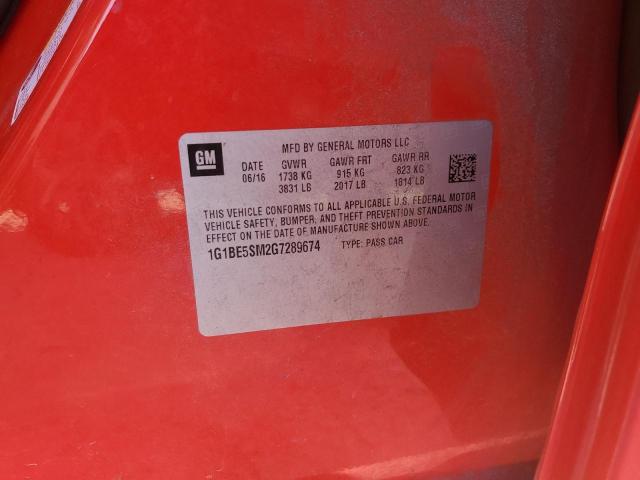 GM
MFD BY GENERAL MOTORS LLC
DATE GVWR GAWR FRT GAWR RR
06/16 1738 KG 915 KG 823 KG
3831 LB 2017 LB 1814 LB
THIS VEHICLE CONFORMS TO ALL APPLICABLE U.S. FEDERAL MOTOR
VEHICLE SAFETY, BUMPER, AND THEFT PREVENTION STANDARDS IN
EFFECT ON THE DATE OF MANUFACTURE SHOWN ABOVE.
1G1BE5SM2G7289674 TYPE: PASS CAR